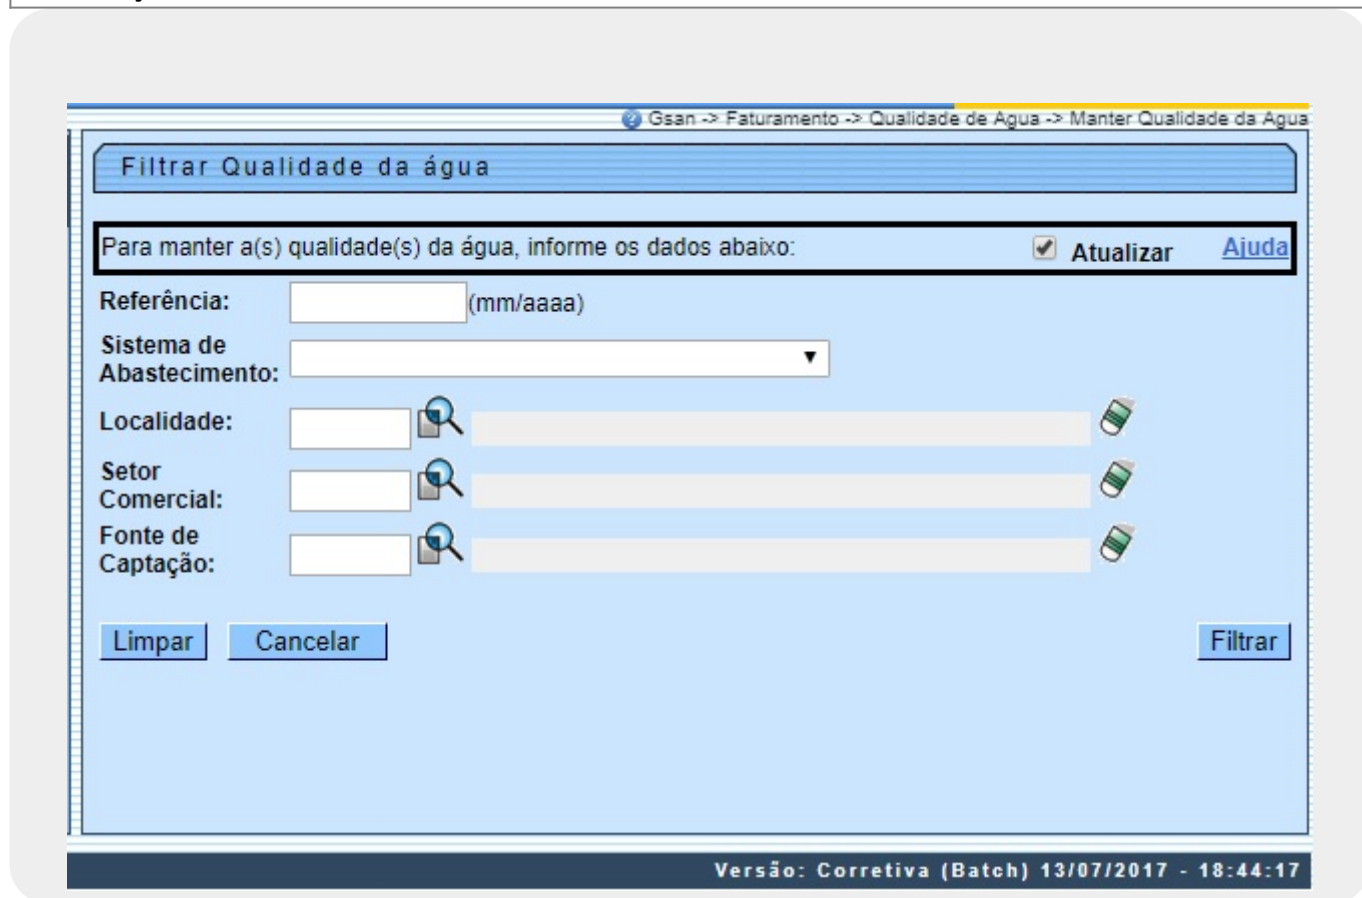 Gsan -> Faturamento -> Qualidade de Agua -> Manter Qualidade da Agua
Filtrar Qualidade da água
Para manter a(s) qualidade(s) da água, informe os dados abaixo: Atualizar Ajuda
Referência: (mm/aaaa)
Sistema de
Abastecimento:
Localidade:
Setor
Comercial:
Fonte de
Captação:
Limpar Cancelar Filtrar
Versão: Corretiva (Batch) 13/07/2017 - 18:44:17